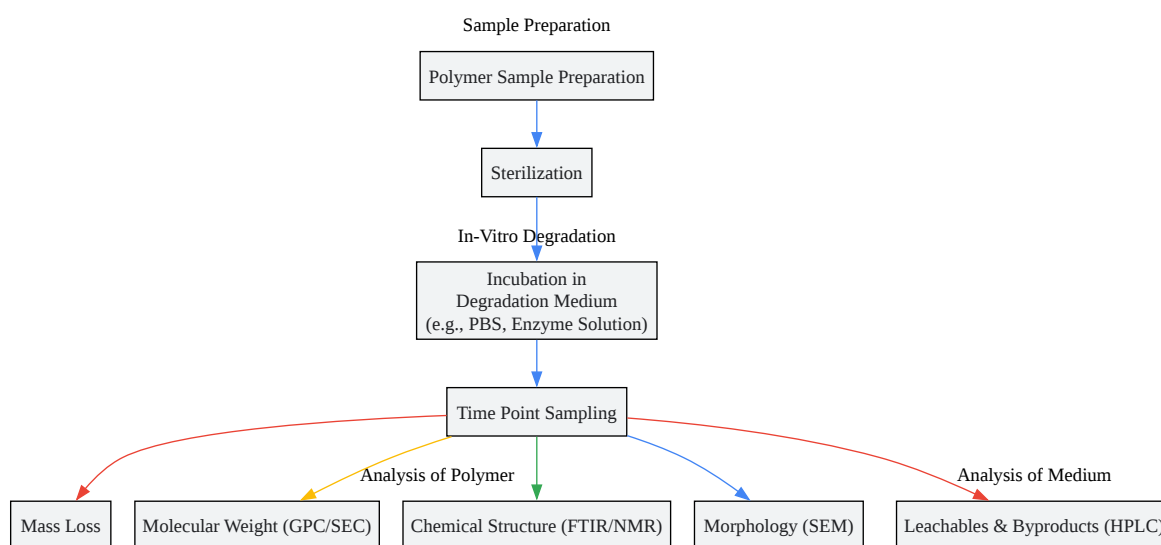 Sample Preparation
Polymer Sample Preparation
Sterilization
In-Vitro Degradation
Incubation in
Degradation Medium
(e.g., PBS, Enzyme Solution)
Time Point Sampling
Analysis of Polymer
Analysis of Medium
Mass Loss
Molecular Weight (GPC/SEC)
Chemical Structure (FTIR/NMR)
Morphology (SEM)
Leachables & Byproducts (HPLC)